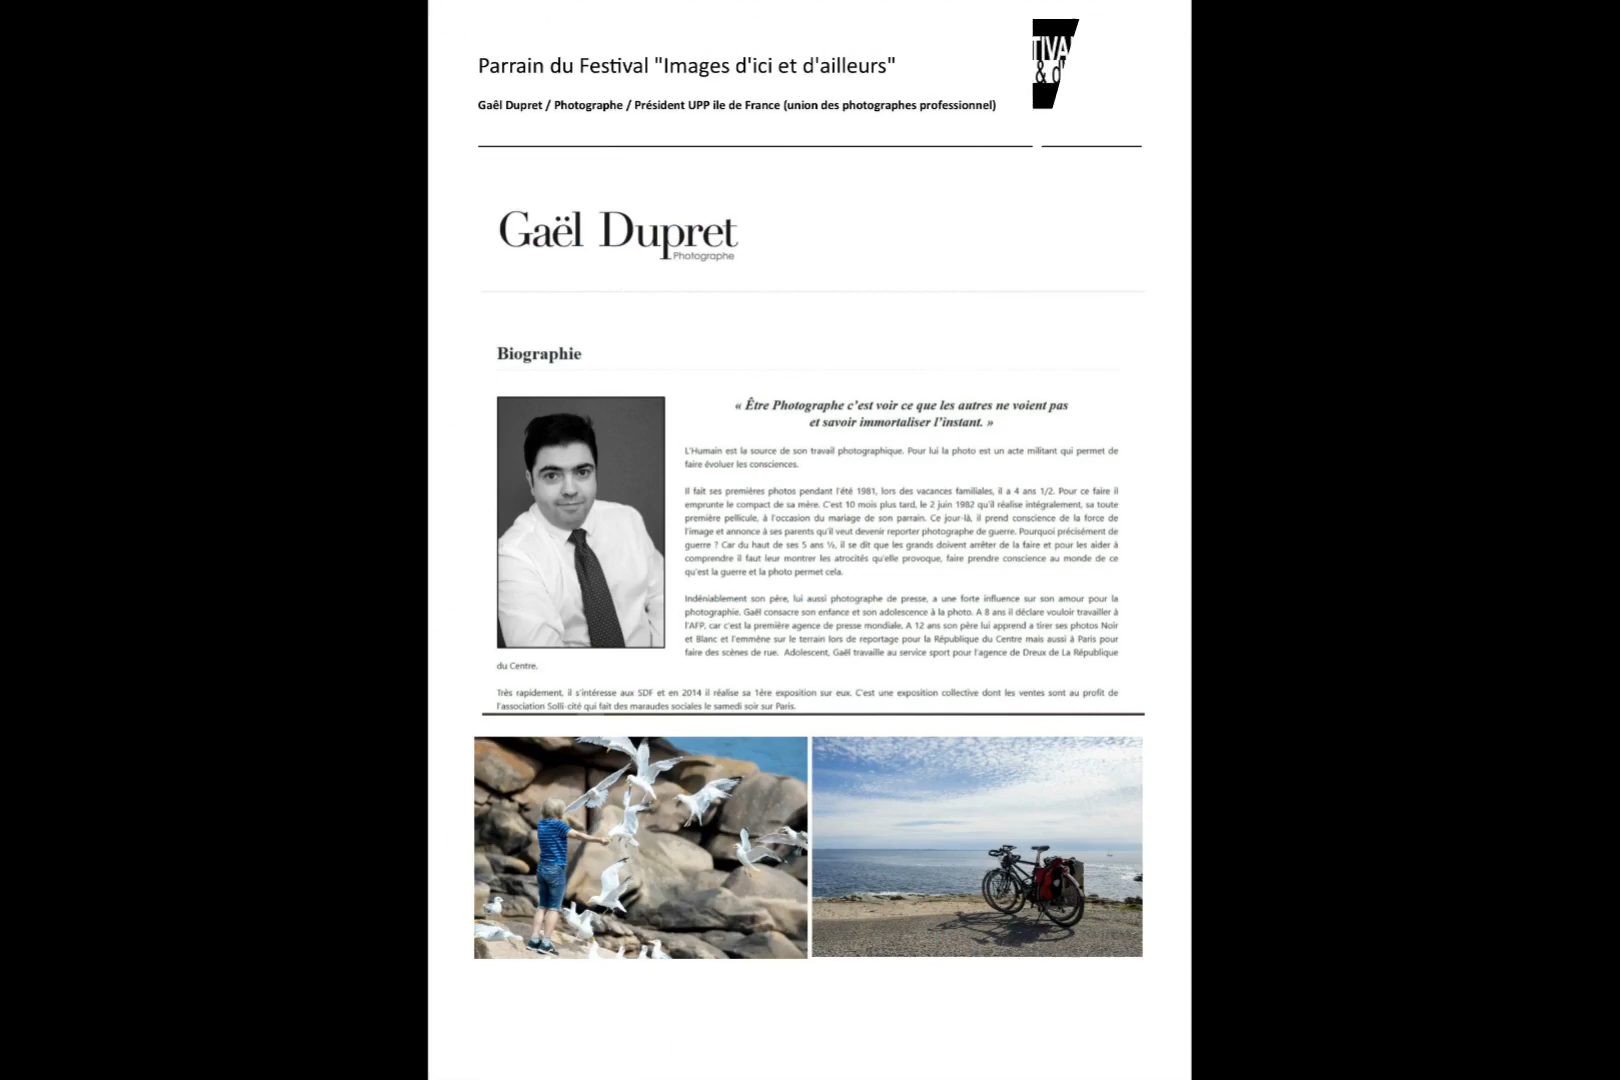 Parrain du Festival "Images d'ici et d'ailleurs"
TIVA
& d'
Gaêl Dupret / Photographe / Président UPP ile de France (union des photographes professionnel)
Gaël Dupret
Photographe
Biographie
« Être Photographe c'est voir ce que les autres ne voient pas
et savoir immortaliser l'instant. »
L'Humain est la source de son travail photographique. Pour lui la photo est un acte militant qui permet de
faire évoluer les consciences.
Il fait ses premières photos pendant l'été 1981, lors des vacances familiales, il a 4 ans 1/2. Pour ce faire il
emprunte le compact de sa mère. C'est 10 mois plus tard, le 2 juin 1982 qu'il réalise intégralement, sa toute
première pellicule, à l'occasion du mariage de son parrain. Ce jour-là, il prend conscience de la force de
l'image et annonce à ses parents qu'il veut devenir reporter photographe de guerre. Pourquoi précisément de
guerre ? Car du haut de ses 5 ans ½, il se dit que les grands doivent arrêter de la faire et pour les aider à
comprendre il faut leur montrer les atrocités qu'elle provoque, faire prendre conscience au monde de ce
qu'est la guerre et la photo permet cela.
Indéniablement son père, lui aussi photographe de presse, a une forte influence sur son amour pour la
photographie. Gaël consacre son enfance et son adolescence à la photo. A 8 ans il déclare vouloir travailler à
l'AFP, car c'est la première agence de presse mondiale. A 12 ans son père lui apprend a tirer ses photos Noir
et Blanc et l'emmène sur le terrain lors de reportage pour la République du Centre mais aussi à Paris pour
faire des scènes de rue. Adolescent, Gaël travaille au service sport pour l'agence de Dreux de La République
du Centre.
Très rapidement, il s'intéresse aux SDF et en 2014 il réalise sa 1ère exposition sur eux. C'est une exposition collective dont les ventes sont au profit de
l'association Solli-cité qui fait des maraudes sociales le samedi soir sur Paris.